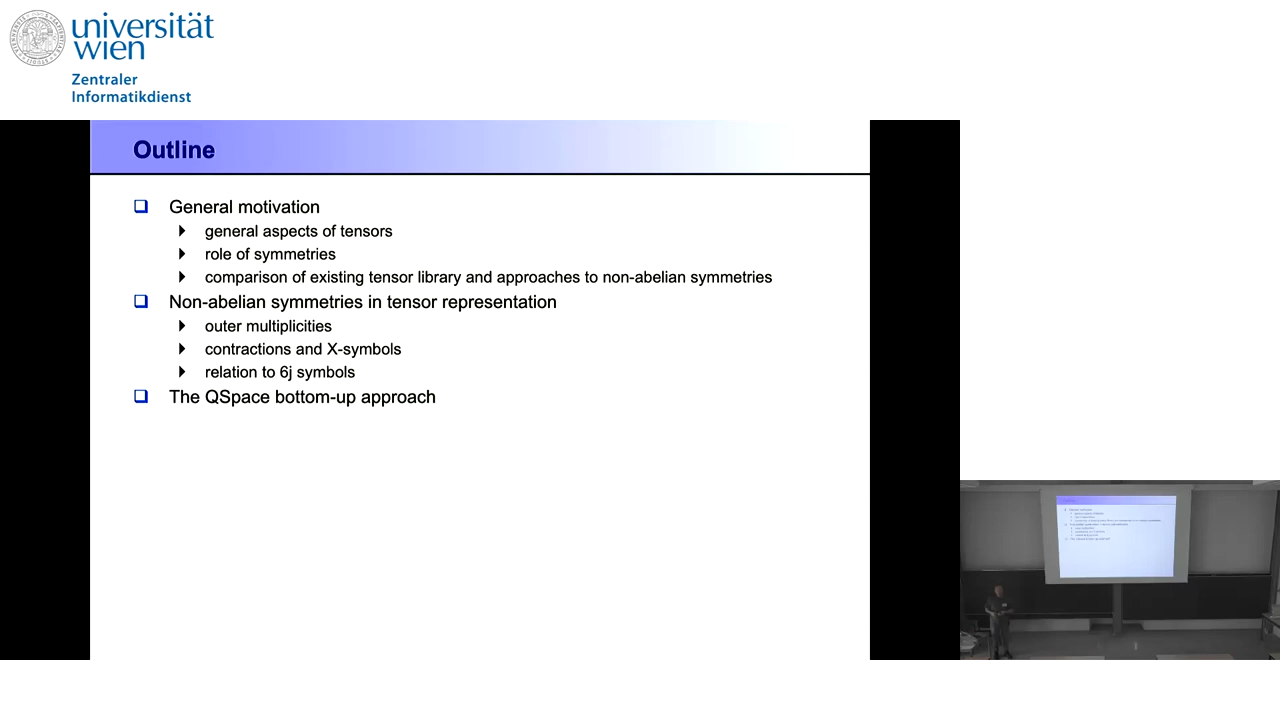 universität
wien
Zentraler
Informatikdienst
Outline
General motivation
general aspects of tensors
role of symmetries
comparison of existing tensor library and approaches to non-abelian symmetries
Non-abelian symmetries in tensor representation
outer multiplicities
contractions and X-symbols
relation to 6j symbols
The QSpace bottom-up approach